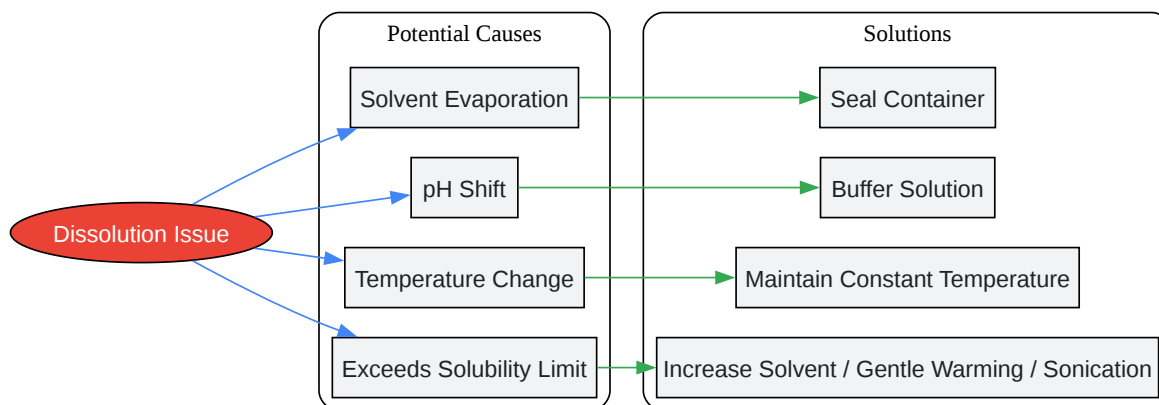 Potential Causes
Solutions
Solvent Evaporation
Seal Container
pH Shift
Buffer Solution
Dissolution Issue
Temperature Change
Maintain Constant Temperature
Exceeds Solubility Limit
Increase Solvent / Gentle Warming / Sonication